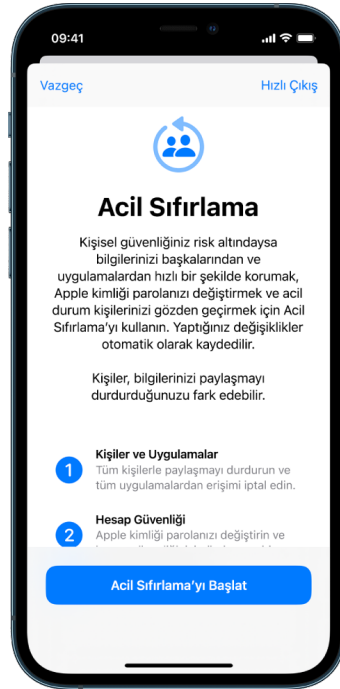 09:41
Vazgeç
Hızlı Çıkış
Acil Sıfırlama
Kişisel güvenliğiniz risk altındaysa
bilgilerinizi başkalarından ve
uygulamalardan hızlı bir şekilde korumak,
Apple kimliği parolanızı değiştirmek ve acil
durum kişilerinizi gözden geçirmek için Acil
Sıfırlama’yı kullanın. Yaptığınız değişiklikler
otomatik olarak kaydedilir.
Kişiler, bilgilerinizi paylaşmayı
durdurduğunuzu fark edebilir.
1
Kişiler ve Uygulamalar
Tüm kişilerle paylaşmayı durdurun ve
tüm uygulamalardan erişimi iptal edin.
2
Hesap Güvenliği
Apple kimliği parolanızı değiştirin ve
Acil Sıfırlama’yı Başlat